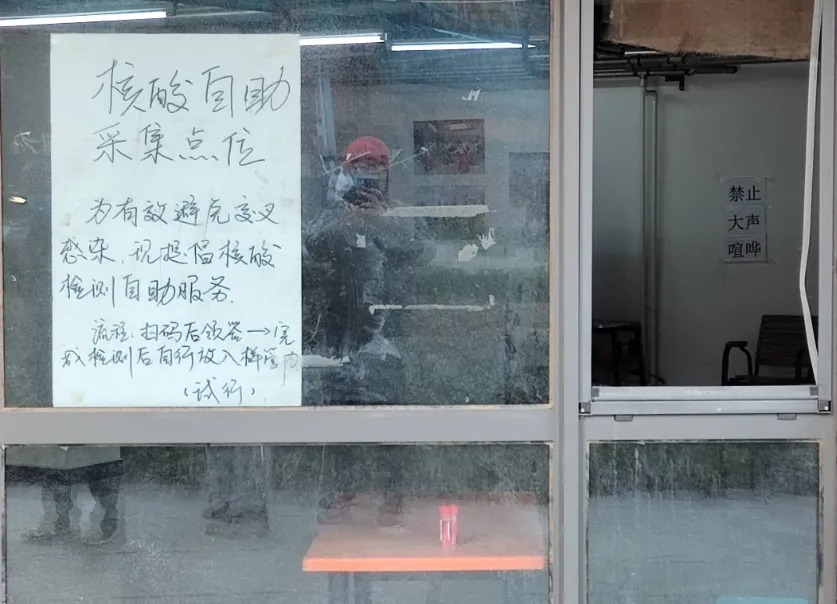 核酸自助
采集点位
为有效避免交叉
感染，现提倡核酸
检测自助服务.
流程：扫码后领签→完
成检测后自行放入样管内
（试行）.
禁止
大声
喧哗